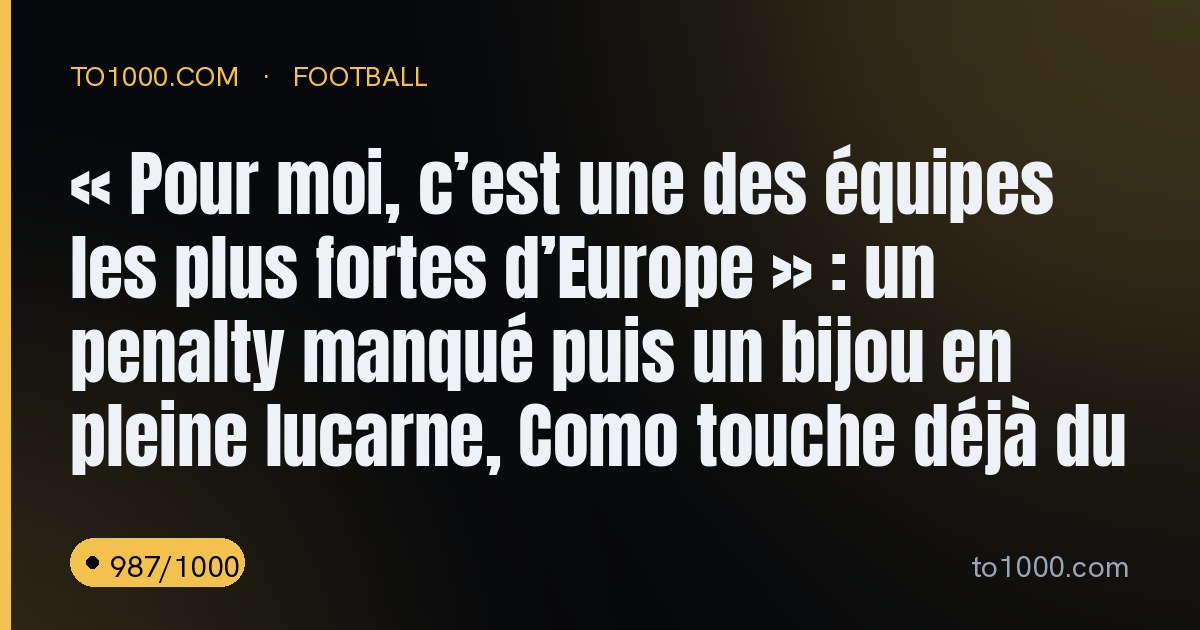 TO1000.COM · FOOTBALL
« Pour moi, c’est une des équipes
les plus fortes d’Europe » : un
penalty manqué puis un bijou en
pleine lucarne, Como touche déjà du
987/1000
to1000.com